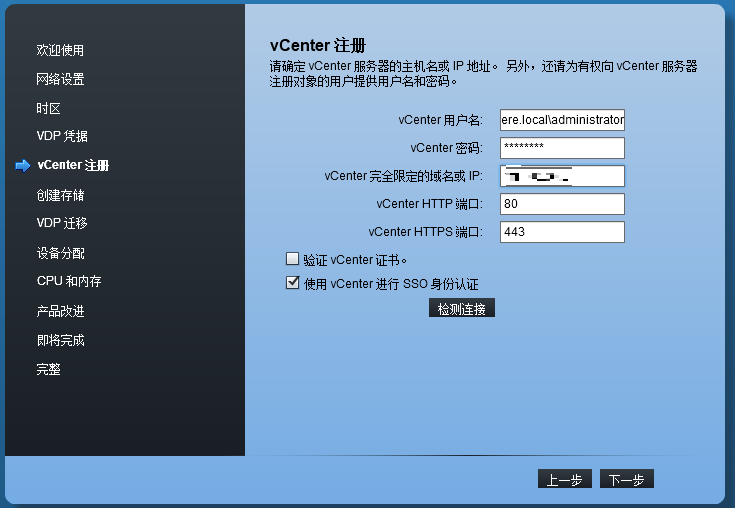 欢迎使用
网络设置
时区
VDP 凭据
vCenter 注册
创建存储
VDP 迁移
设备分配
CPU 和内存
产品改进
即将完成
完整
vCenter 注册
请确定 vCenter 服务器的主机名或 IP 地址。 另外，还请为有权向 vCenter 服务器
注册对象的用户提供用户名和密码。
vCenter 用户名: ere.local\administrator
vCenter 密码: ********
vCenter 完全限定的域名或 IP:
vCenter HTTP 端口: 80
vCenter HTTPS 端口: 443
验证 vCenter 证书。
使用 vCenter 进行 SSO 身份认证
检测连接
上一步 下一步